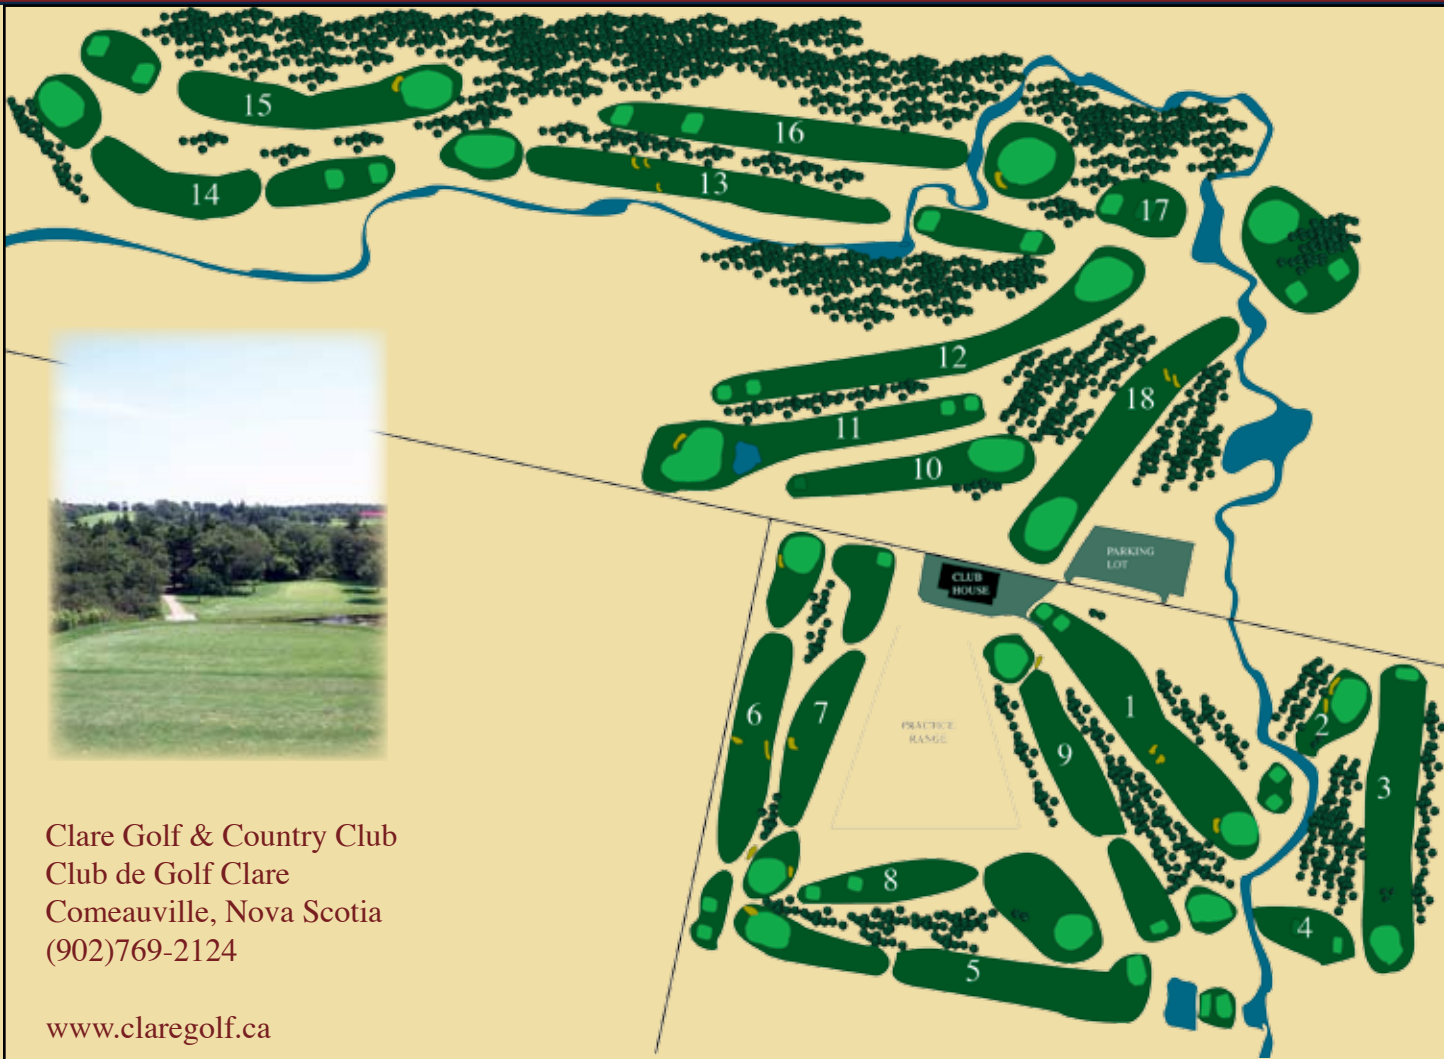 15
16
14
13
17
12
18
11
10
PARKING
LOT
CLUB
HOUSE
6
7
1
2
PRACTICE
RANGE
9
3
8
4
5
Clare Golf & Country Club
Club de Golf Clare
Comeauville, Nova Scotia
(902)769-2124
www.claregolf.ca